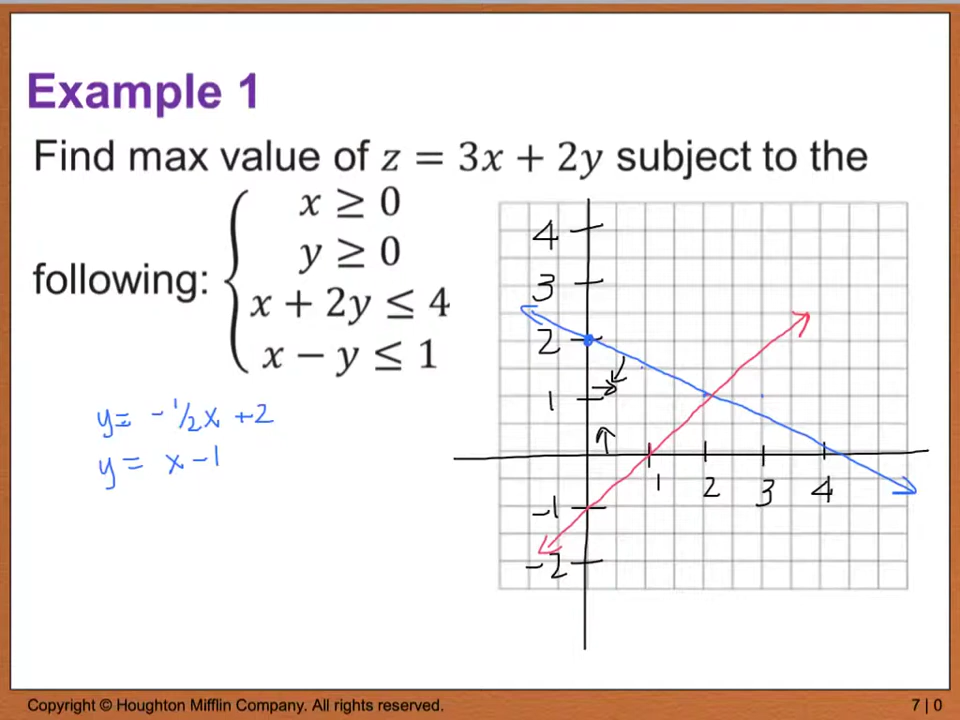 Example 1
Find max value of z = 3x + 2y subject to the
following:
x ≥ 0
y ≥ 0
x + 2y ≤ 4
x − y ≤ 1
y = -1/2x + 2
y = x - 1
4
3
2
1
-1
-2
1 2 3 4
Copyright © Houghton Mifflin Company. All rights reserved.
7 | 0